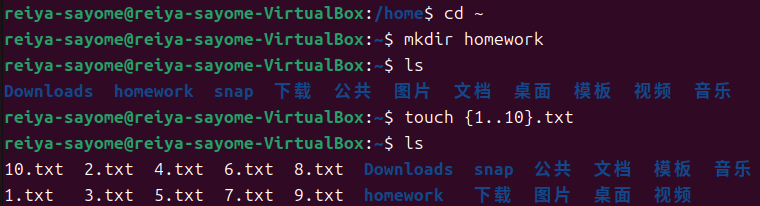 reiya-sayome@reiya-sayome-VirtualBox:/home$ cd ~
reiya-sayome@reiya-sayome-VirtualBox:~$ mkdir homework
reiya-sayome@reiya-sayome-VirtualBox:~$ ls
Downloads  homework  snap  下载  公共  图片  文档  桌面  模板  视频  音乐
reiya-sayome@reiya-sayome-VirtualBox:~$ touch {1..10}.txt
reiya-sayome@reiya-sayome-VirtualBox:~$ ls
10.txt  2.txt  4.txt  6.txt  8.txt  Downloads  snap  公共  文档  模板  音乐
1.txt   3.txt  5.txt  7.txt  9.txt  homework   下载  图片  桌面  视频